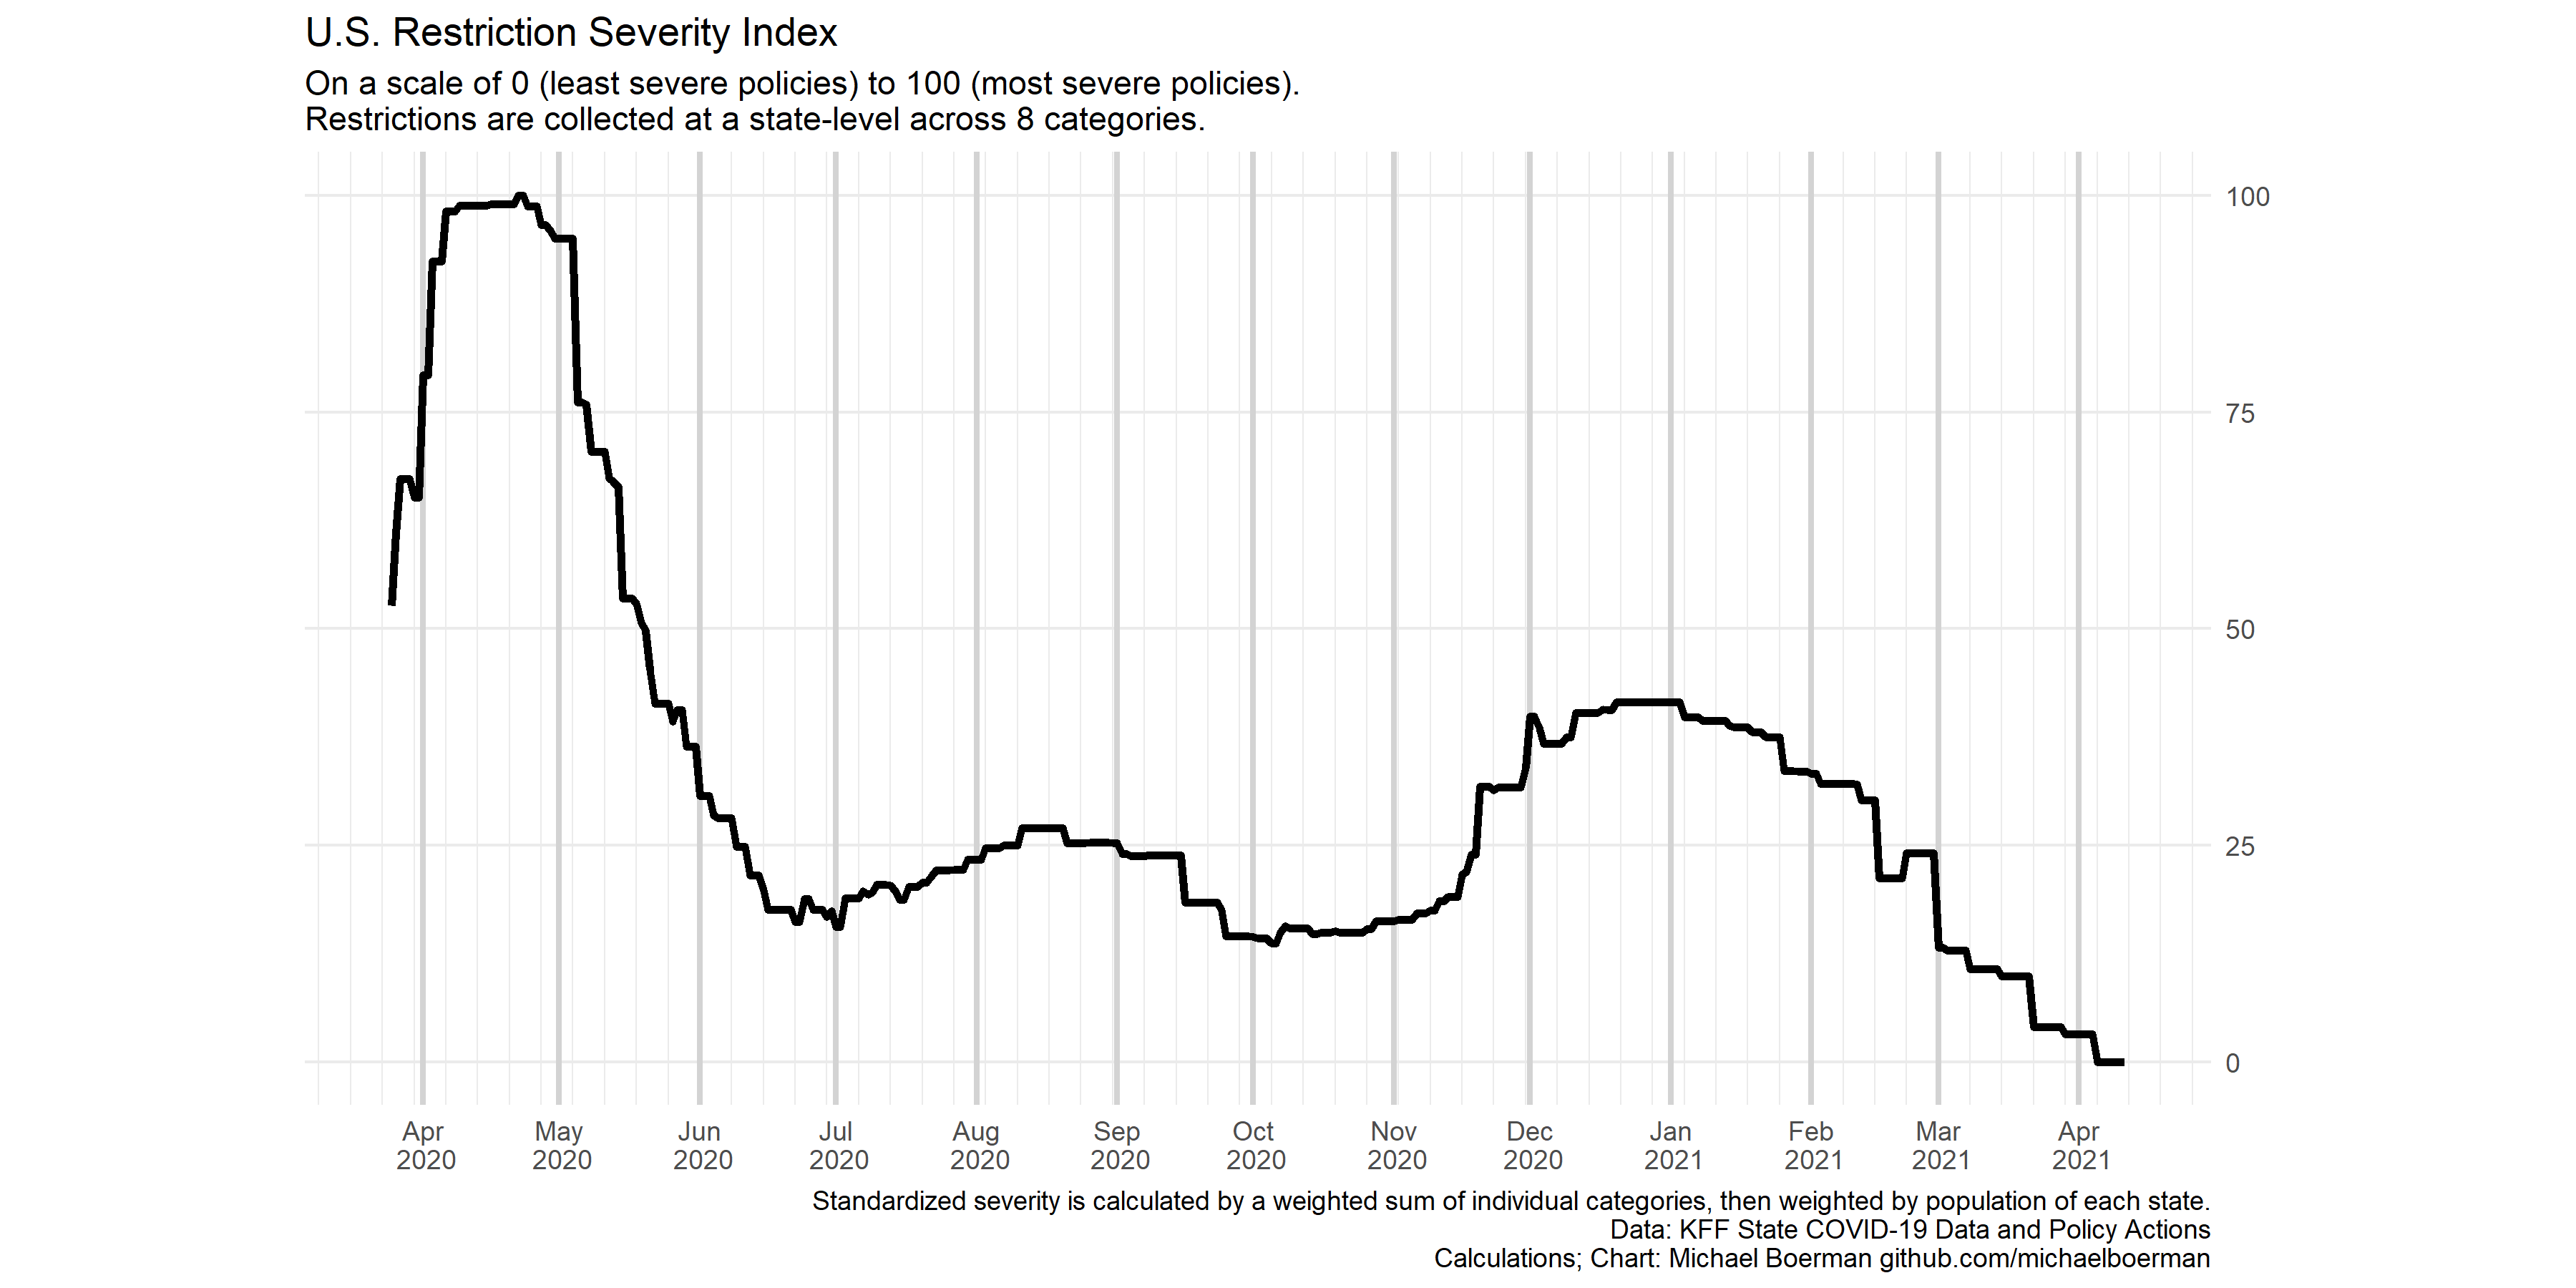 U.S. Restriction Severity Index
On a scale of 0 (least severe policies) to 100 (most severe policies).
Restrictions are collected at a state-level across 8 categories.
100
75
50
25
0
Apr May Jun Jul Aug Sep Oct Nov Dec Jan Feb Mar Apr
2020 2020 2020 2020 2020 2020 2020 2020 2020 2021 2021 2021 2021
Standardized severity is calculated by a weighted sum of individual categories, then weighted by population of each state.
Data: KFF State COVID-19 Data and Policy Actions
Calculations; Chart: Michael Boerman github.com/michaelboerman